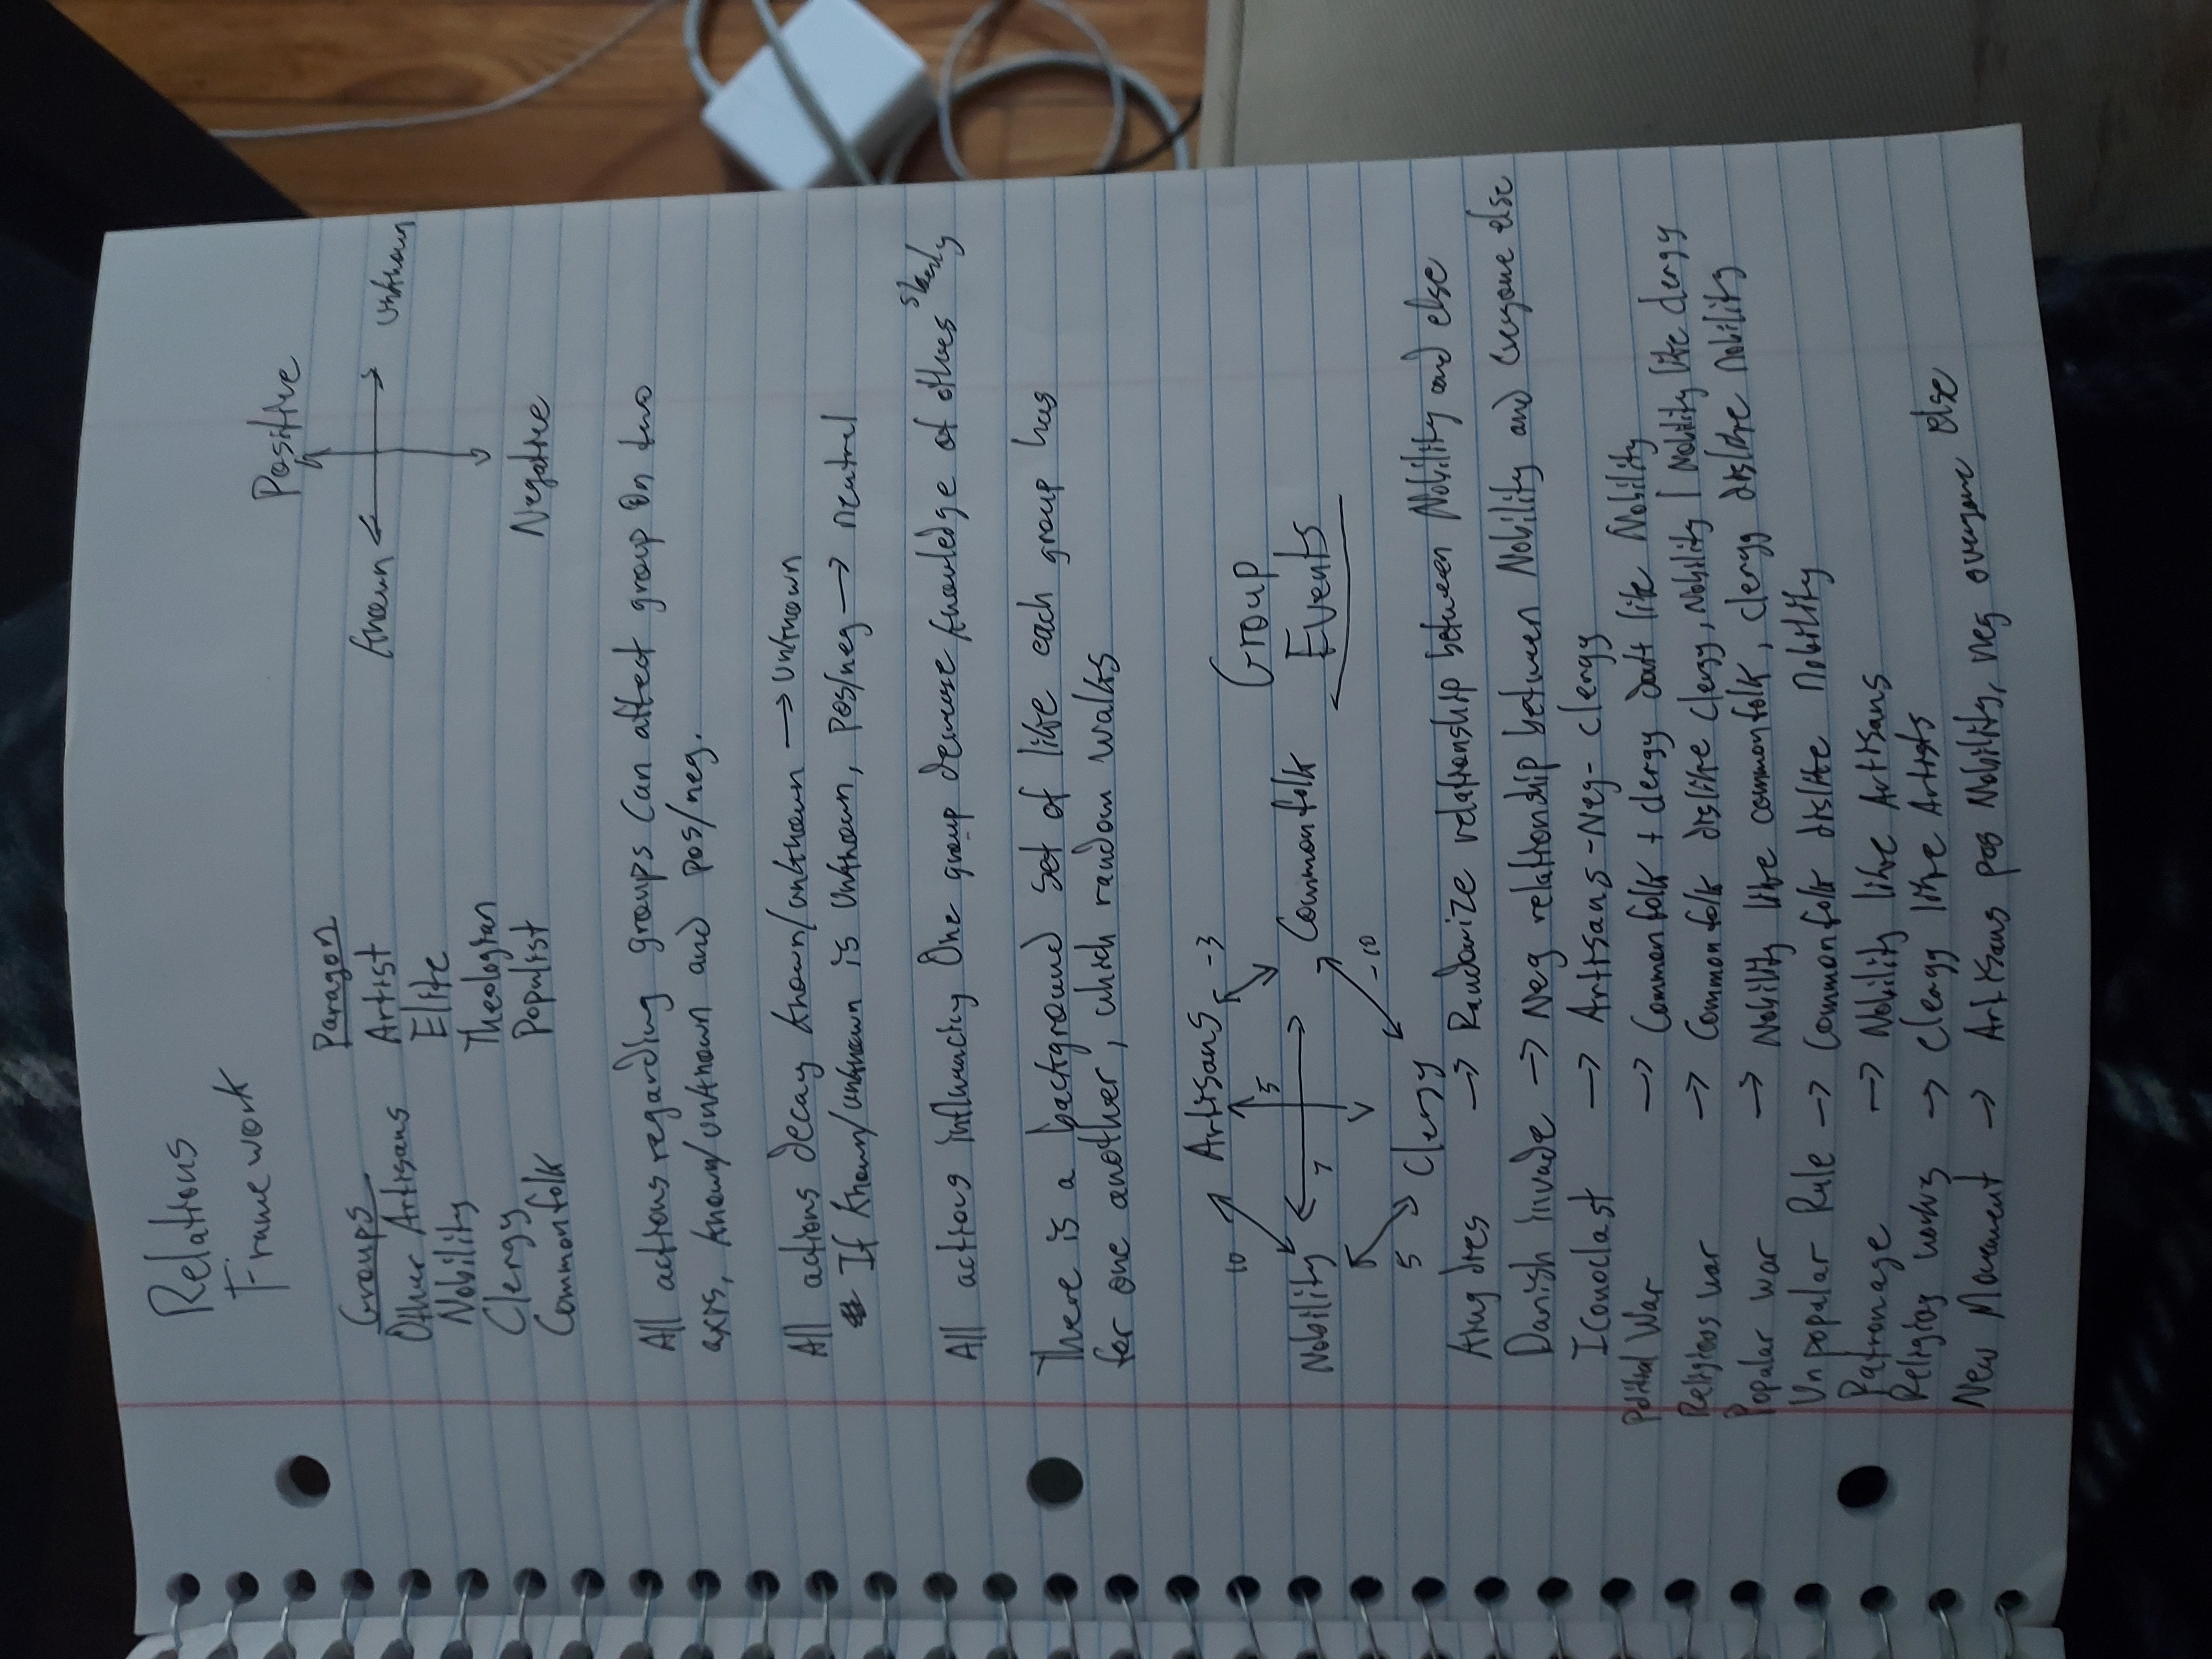 Relations
Framework
Groups Paragon
Other Artisans Artist
Nobility Elite
Clergy Theologian
Commonfolk Populist
Positive
Known Unknown
Negative
All actions regarding groups can affect group on two
axis, known/unknown and pos/neg.
All actions decay known/unknown → unknown
If known/unknown is unknown, pos/neg → neutral
All actions influencing One group decrease knowledge of others slowly
There is a background set of like each group has
for one another, which random walks
10 Artisans -3
5
Nobility 7 Commonfolk
5 Clergy -10
Group
Events
King dies → Randomize relationship between Nobility and else
Danish invade → Neg relationship between Nobility and everyone else
Iconoclast → Artisans -Neg- clergy
Political War → Commonfolk + clergy don't like Nobility
Religious war → Commonfolk dislike Clergy, Nobility | Nobility like clergy
Popular war → Nobility like commonfolk, clergy dislike nobility
Unpopular Rule → Commonfolk dislike nobility
Patronage → Nobility like Artisans
Religios works → Clergy like Artists
New Movement → Artisans pos Nobility, neg everyone else